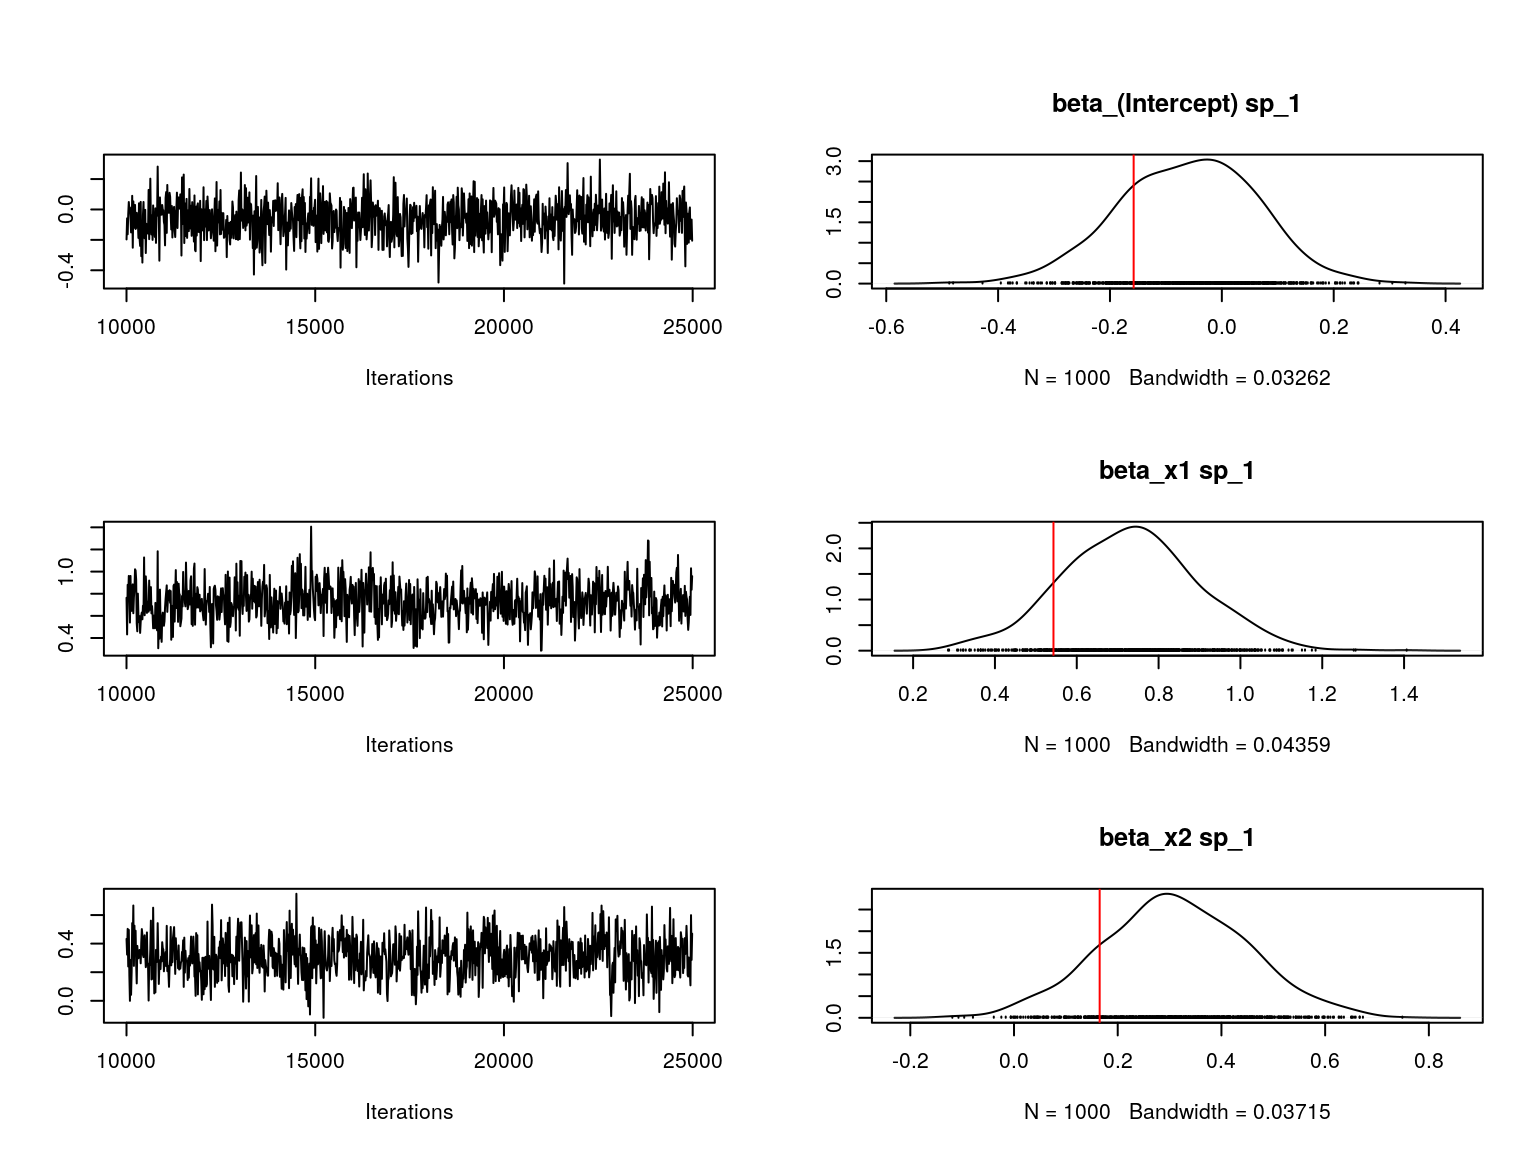 beta_(Intercept) sp_1
0.0
-0.4
10000 15000 20000 25000
Iterations
3.0
1.5
0.0
-0.6 -0.4 -0.2 0.0 0.2 0.4
N = 1000 Bandwidth = 0.03262
beta_x1 sp_1
1.0
0.4
10000 15000 20000 25000
Iterations
2.0
1.0
0.0
0.2 0.4 0.6 0.8 1.0 1.2 1.4
N = 1000 Bandwidth = 0.04359
beta_x2 sp_1
0.4
0.0
10000 15000 20000 25000
Iterations
1.5
0.0
-0.2 0.0 0.2 0.4 0.6 0.8
N = 1000 Bandwidth = 0.03715